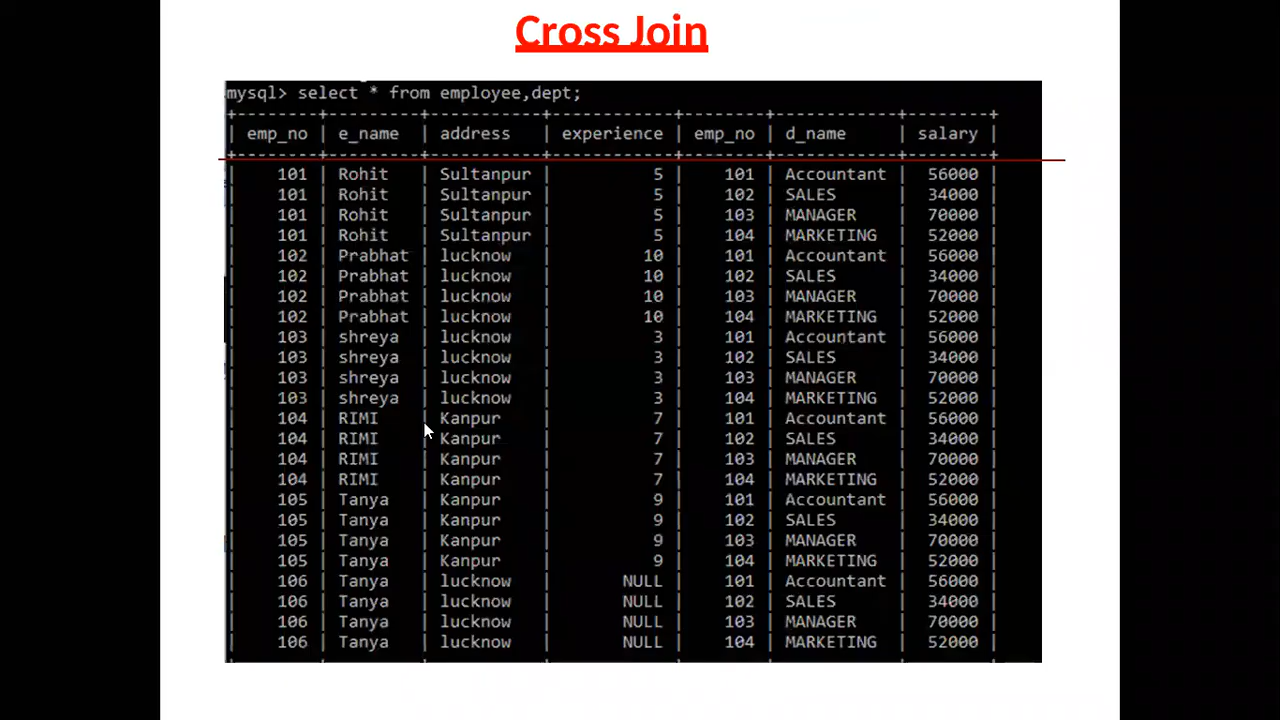 Cross Join
mysql> select * from employee,dept;
+--------+---------+-----------+------------+--------+------------+--------+
| emp_no | e_name | address | experience | emp_no | d_name | salary |
+--------+---------+-----------+------------+--------+------------+--------+
| 101 | Rohit | Sultanpur | 5 | 101 | Accountant | 56000 |
| 101 | Rohit | Sultanpur | 5 | 102 | SALES | 34000 |
| 101 | Rohit | Sultanpur | 5 | 103 | MANAGER | 70000 |
| 101 | Rohit | Sultanpur | 5 | 104 | MARKETING | 52000 |
| 102 | Prabhat | lucknow | 10 | 101 | Accountant | 56000 |
| 102 | Prabhat | lucknow | 10 | 102 | SALES | 34000 |
| 102 | Prabhat | lucknow | 10 | 103 | MANAGER | 70000 |
| 102 | Prabhat | lucknow | 10 | 104 | MARKETING | 52000 |
| 103 | shreya | lucknow | 3 | 101 | Accountant | 56000 |
| 103 | shreya | lucknow | 3 | 102 | SALES | 34000 |
| 103 | shreya | lucknow | 3 | 103 | MANAGER | 70000 |
| 103 | shreya | lucknow | 3 | 104 | MARKETING | 52000 |
| 104 | RIMI | Kanpur | 7 | 101 | Accountant | 56000 |
| 104 | RIMI | Kanpur | 7 | 102 | SALES | 34000 |
| 104 | RIMI | Kanpur | 7 | 103 | MANAGER | 70000 |
| 104 | RIMI | Kanpur | 7 | 104 | MARKETING | 52000 |
| 105 | Tanya | Kanpur | 9 | 101 | Accountant | 56000 |
| 105 | Tanya | Kanpur | 9 | 102 | SALES | 34000 |
| 105 | Tanya | Kanpur | 9 | 103 | MANAGER | 70000 |
| 105 | Tanya | Kanpur | 9 | 104 | MARKETING | 52000 |
| 106 | Tanya | lucknow | NULL | 101 | Accountant | 56000 |
| 106 | Tanya | lucknow | NULL | 102 | SALES | 34000 |
| 106 | Tanya | lucknow | NULL | 103 | MANAGER | 70000 |
| 106 | Tanya | lucknow | NULL | 104 | MARKETING | 52000 |